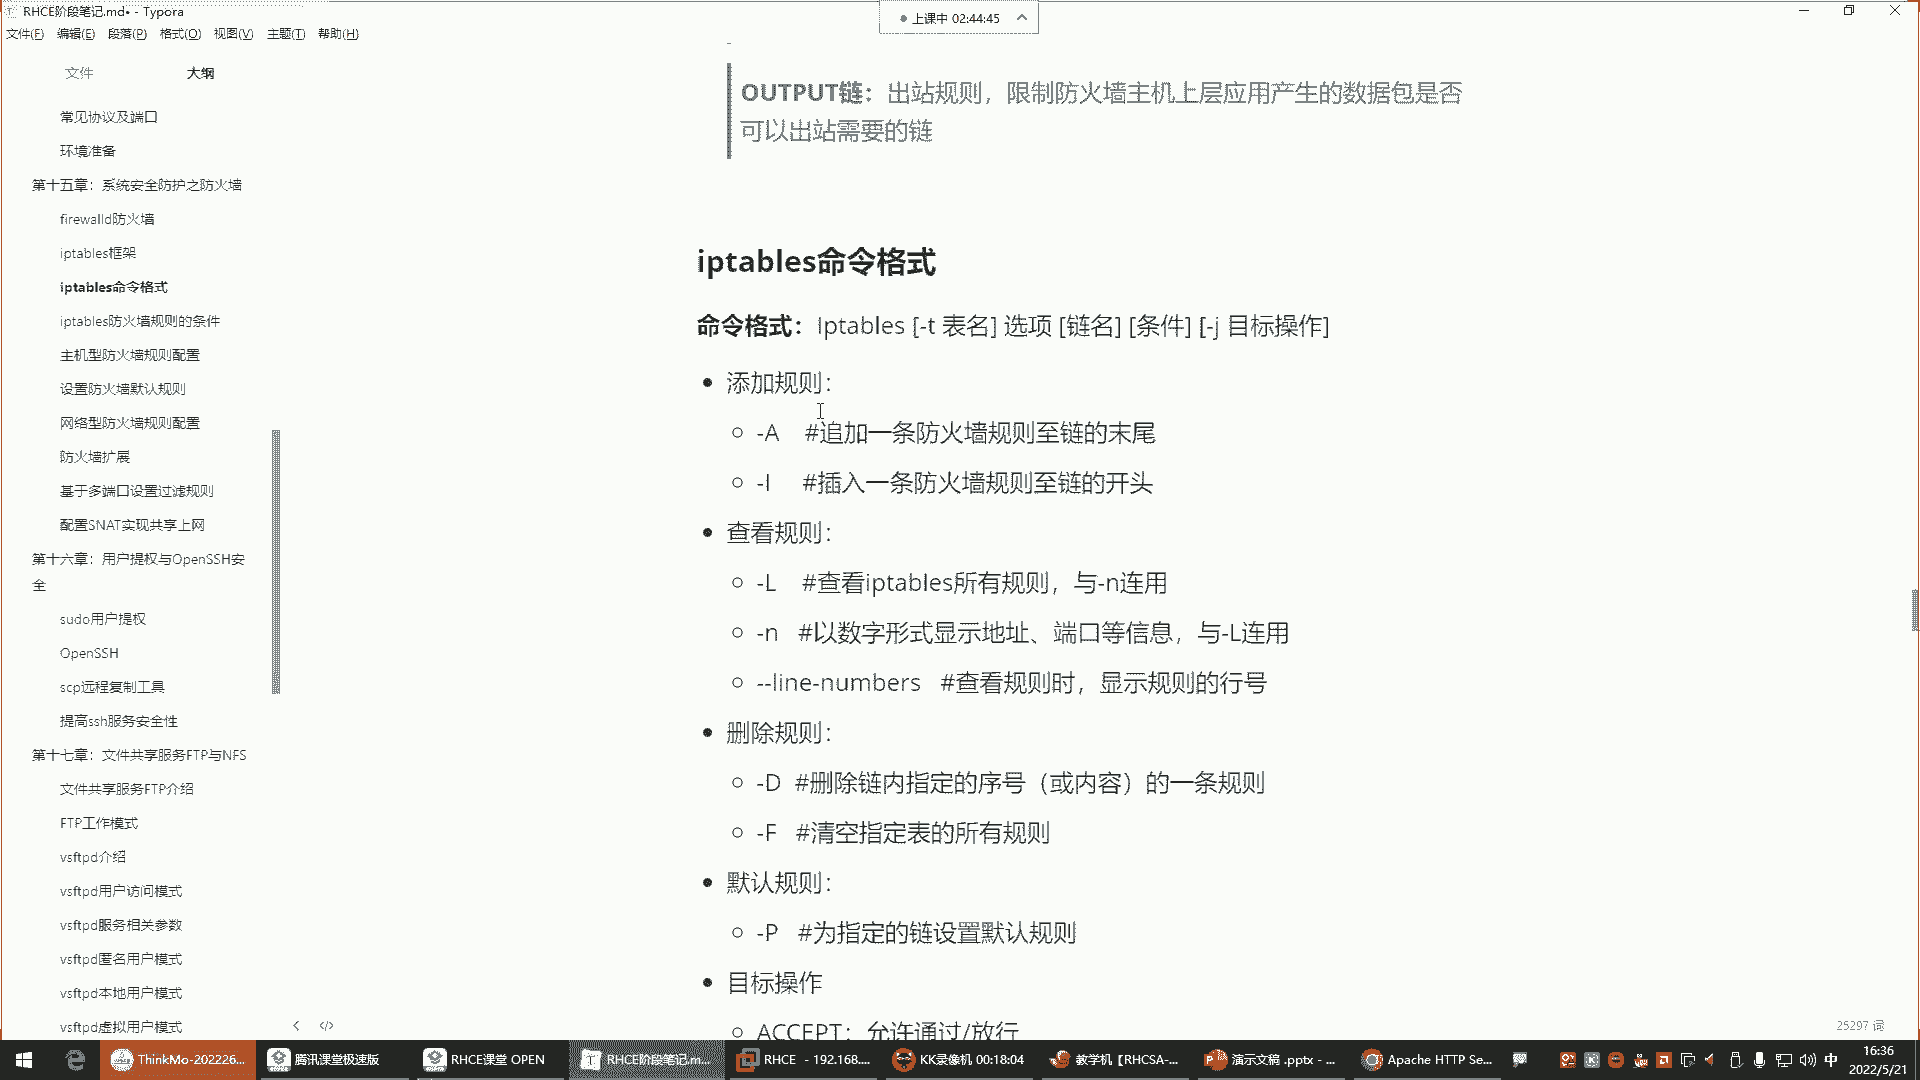 RHCE阶段笔记.md• - Typora
上课中 02:44:45
文件(F) 编辑(E) 段落(P) 格式(O) 视图(V) 主题(T) 帮助(H)
文件 大纲
常见协议及端口
环境准备
第十五章：系统安全防护之防火墙
firewalld防火墙
iptables框架
iptables命令格式
iptables防火墙规则的条件
主机型防火墙规则配置
设置防火墙默认规则
网络型防火墙规则配置
防火墙扩展
基于多端口设置过滤规则
配置SNAT实现共享上网
第十六章：用户提权与OpenSSH安
全
sudo用户提权
OpenSSH
scp远程复制工具
提高ssh服务安全性
第十七章：文件共享服务FTP与NFS
文件共享服务FTP介绍
FTP工作模式
vsftpd介绍
vsftpd用户访问模式
vsftpd服务相关参数
vsftpd匿名用户模式
vsftpd本地用户模式
vsftpd虚拟用户模式
OUTPUT链：出站规则，限制防火墙主机上层应用产生的数据包是否
可以出站需要的链
iptables命令格式
命令格式：Iptables [-t 表名] 选项 [链名] [条件] [-j 目标操作]
添加规则：
-A #追加一条防火墙规则至链的末尾
-I #插入一条防火墙规则至链的开头
查看规则：
-L #查看iptables所有规则，与-n连用
-n #以数字形式显示地址、端口等信息，与-L连用
--line-numbers #查看规则时，显示规则的行号
删除规则：
-D #删除链内指定的序号（或内容）的一条规则
-F #清空指定表的所有规则
默认规则：
-P #为指定的链设置默认规则
目标操作
ACCEPT：允许通过/放行
25297 词
ThinkMo-202226... 腾讯课堂极速版 RHCE课堂 OPEN RHCE阶段笔记.m... RHCE - 192.168.... KK录像机 00:18:04 教学机【RHCSA-... 演示文稿 .pptx - ... Apache HTTP Se... 中 16:36
2022/5/21